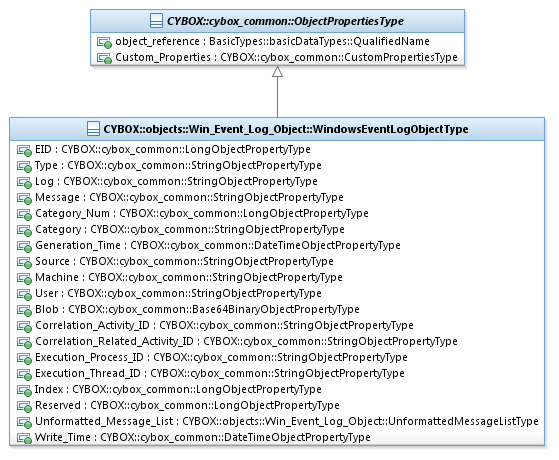 CYBOX::cybox_common::ObjectPropertiesType
object_reference : BasicTypes::basicDataTypes::QualifiedName
Custom_Properties : CYBOX::cybox_common::CustomPropertiesType
CYBOX::objects::Win_Event_Log_Object::WindowsEventLogObjectType
EID : CYBOX::cybox_common::LongObjectPropertyType
Type : CYBOX::cybox_common::StringObjectPropertyType
Log : CYBOX::cybox_common::StringObjectPropertyType
Message : CYBOX::cybox_common::StringObjectPropertyType
Category_Num : CYBOX::cybox_common::LongObjectPropertyType
Category : CYBOX::cybox_common::StringObjectPropertyType
Generation_Time : CYBOX::cybox_common::DateTimeObjectPropertyType
Source : CYBOX::cybox_common::StringObjectPropertyType
Machine : CYBOX::cybox_common::StringObjectPropertyType
User : CYBOX::cybox_common::StringObjectPropertyType
Blob : CYBOX::cybox_common::Base64BinaryObjectPropertyType
Correlation_Activity_ID : CYBOX::cybox_common::StringObjectPropertyType
Correlation_Related_Activity_ID : CYBOX::cybox_common::StringObjectPropertyType
Execution_Process_ID : CYBOX::cybox_common::StringObjectPropertyType
Execution_Thread_ID : CYBOX::cybox_common::StringObjectPropertyType
Index : CYBOX::cybox_common::LongObjectPropertyType
Reserved : CYBOX::cybox_common::LongObjectPropertyType
Unformatted_Message_List : CYBOX::objects::Win_Event_Log_Object::UnformattedMessageListType
Write_Time : CYBOX::cybox_common::DateTimeObjectPropertyType